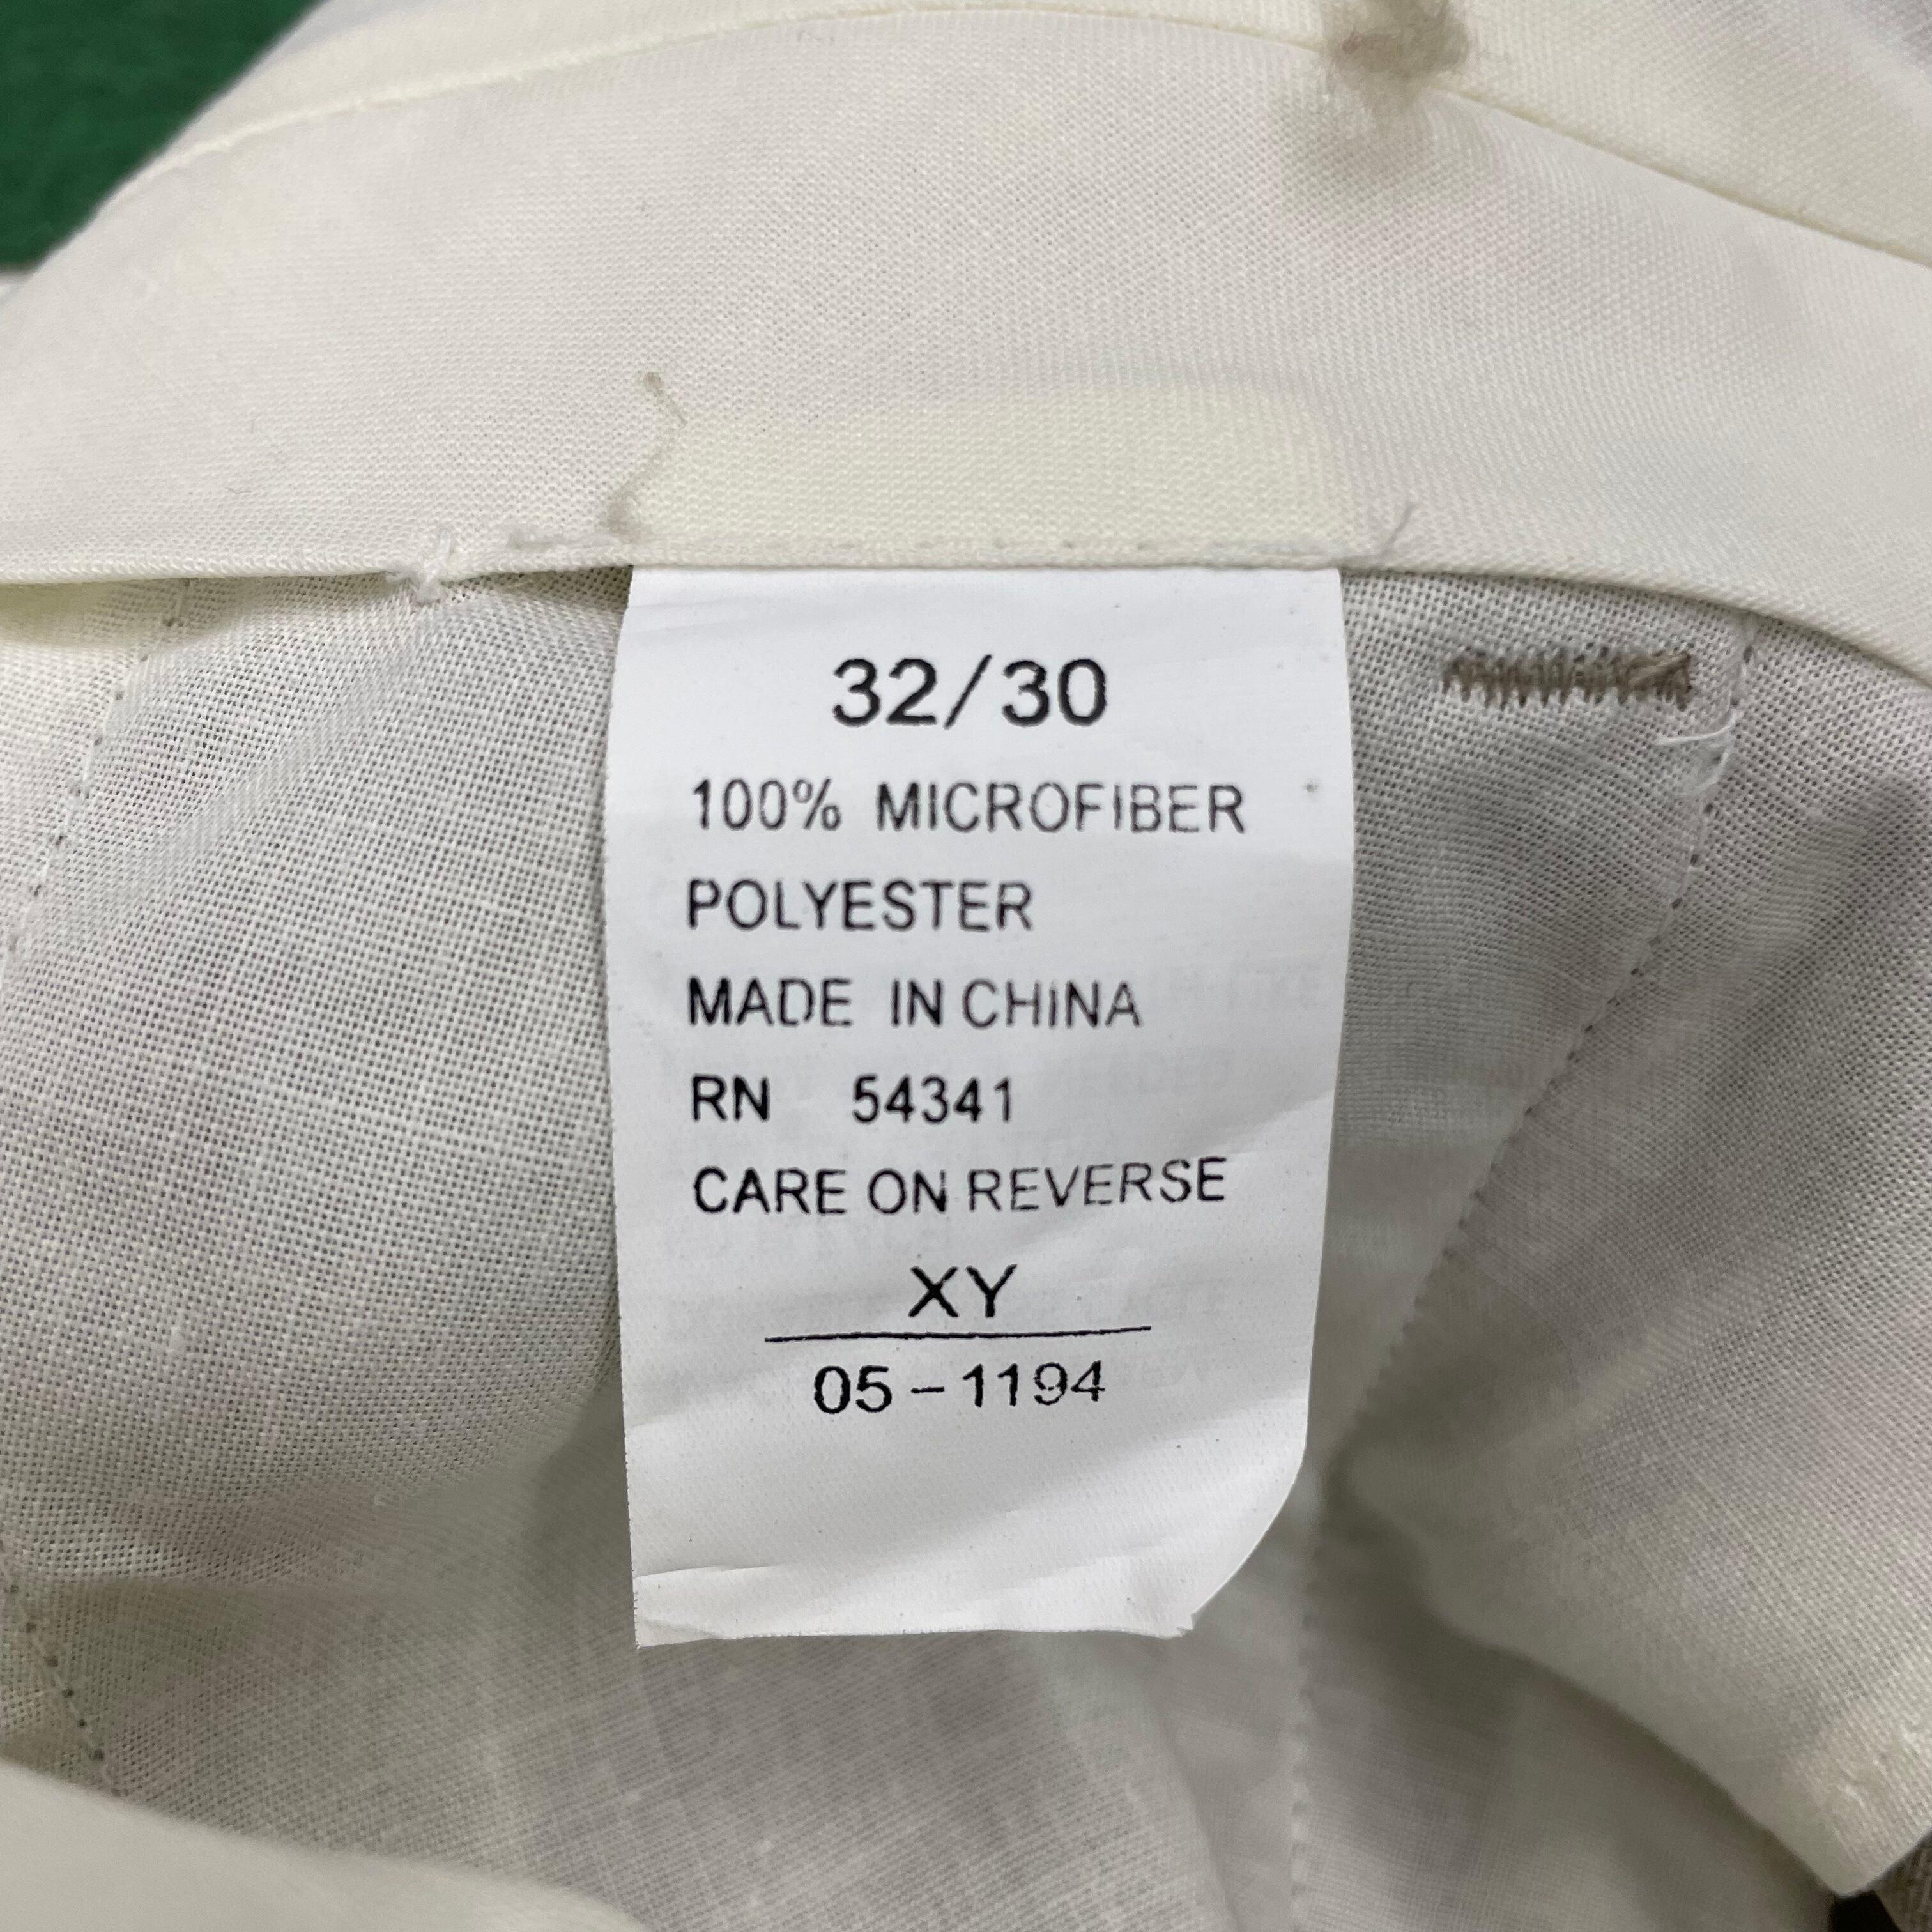 32/30
100% MICROFIBER
POLYESTER
MADE IN CHINA
RN 54341
CARE ON REVERSE
XY
05-1194